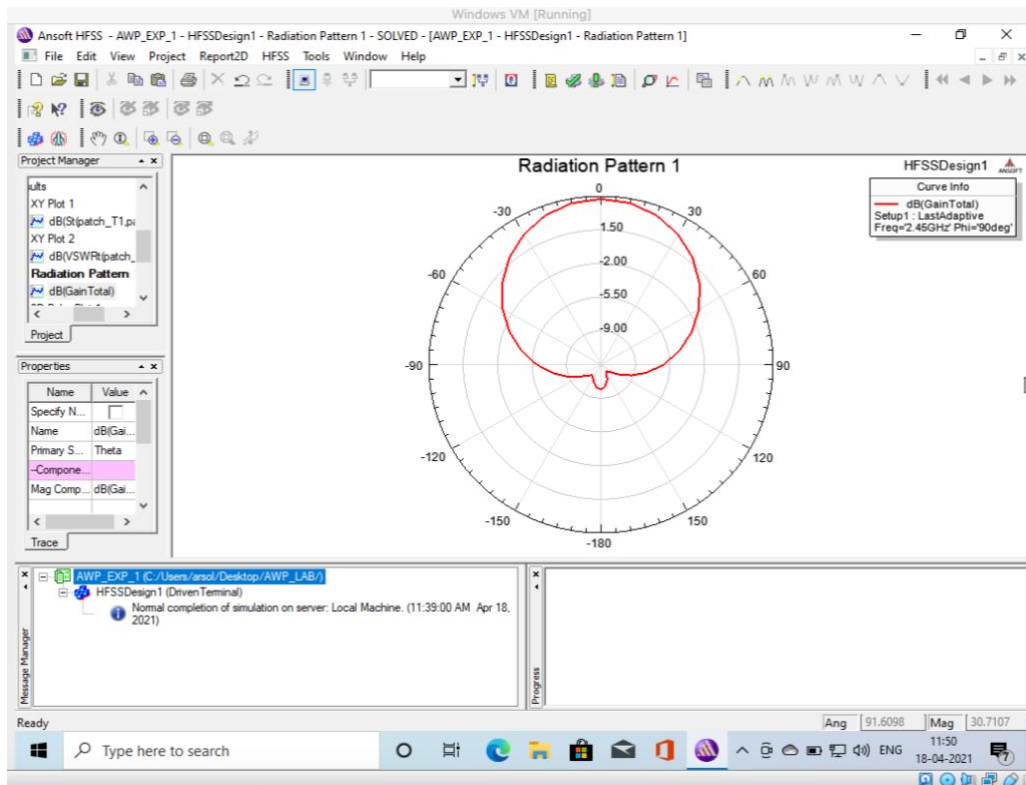 Windows VM [Running]
Ansoft HFSS - AWP_EXP_1 - HFSSDesign1 - Radiation Pattern 1 - SOLVED - [AWP_EXP_1 - HFSSDesign1 - Radiation Pattern 1]
File Edit View Project Report2D HFSS Tools Window Help
Project Manager
XY Plot 1
dB(St(patch_T1,pa
XY Plot 2
dB(VSWRt(patch_
Radiation Pattern
dB(GainTotal)
Project
Properties
Name Value
Specify N...
Name dB(Gai...
Primary S... Theta
-Compone...
Mag Comp... dB(Gai...
Trace
Radiation Pattern 1
HFSSDesign1
ANSOFT
Curve Info
dB(GainTotal)
Setup1 : LastAdaptive
Freq='2.45GHz' Phi='90deg'
0
-30 30
1.50
-2.00
-60 60
-5.50
-9.00
-90 90
-120 120
-150 150
-180
Message Manager
AWP_EXP_1 (C:/Users/arsol/Desktop/AWP_LAB/)
HFSSDesign1 (DrivenTerminal)
Normal completion of simulation on server: Local Machine. (11:39:00 AM Apr 18,
2021)
Progress
Ready
Ang 91.6098 Mag 30.7107
Type here to search
ENG
11:50
18-04-2021
7